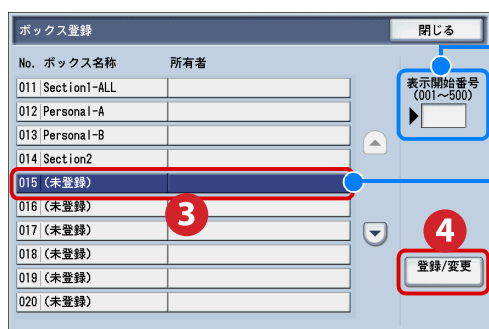 ボックス登録
閉じる
No. ボックス名称 所有者
011 Section1-ALL
012 Personal-A
013 Personal-B
014 Section2
015 (未登録)
016 (未登録)
017 (未登録)
018 (未登録)
019 (未登録)
020 (未登録)
3
表示開始番号
(001～500)
4
登録/変更